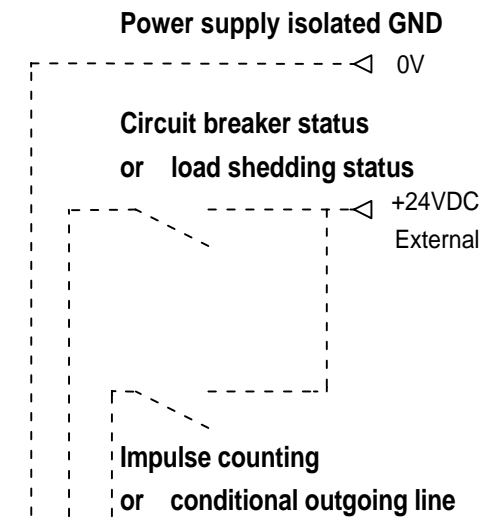 Power supply isolated GND
0V
Circuit breaker status
or load shedding status
+24VDC
External
Impulse counting
or conditional outgoing line